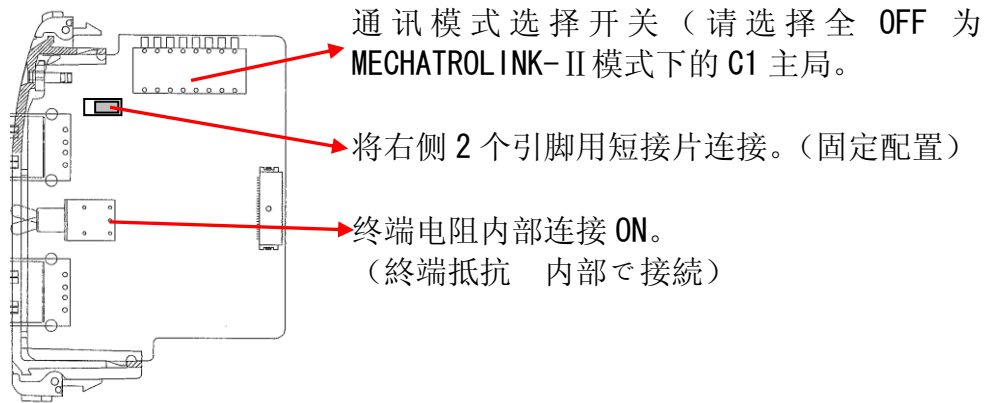 通讯模式选择开关（请选择全 OFF 为
MECHATROLINK-Ⅱ模式下的 C1 主局。
将右侧 2 个引脚用短接片连接。（固定配置）
终端电阻内部连接 ON。
（終端抵抗　内部で接続）